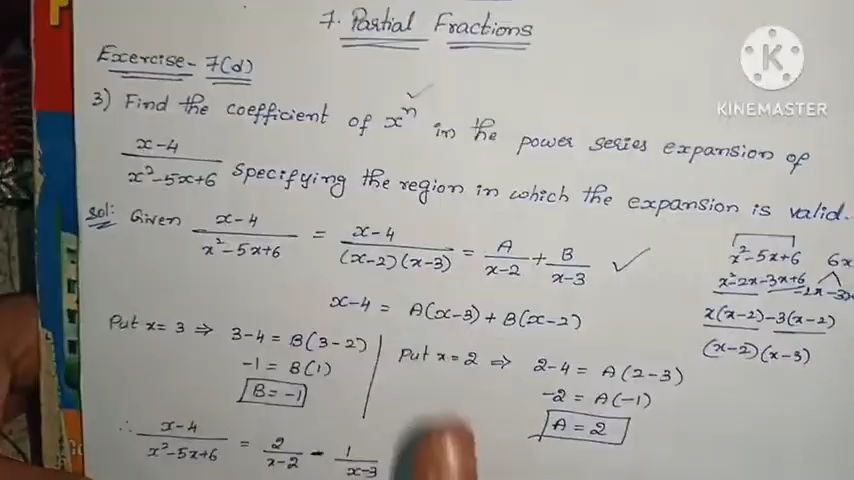 7. Partial Fractions
Exercise - 7(d)
3) Find the coefficient of xⁿ in the power series expansion of
(x-4)/(x²-5x+6) Specifying the region in which the expansion is valid.
Sol: Given (x-4)/(x²-5x+6) = (x-4)/((x-2)(x-3)) = A/(x-2) + B/(x-3) ✓
x-4 = A(x-3) + B(x-2)
Put x=3 ⇒ 3-4 = B(3-2)
-1 = B(1)
B = -1
Put x=2 ⇒ 2-4 = A(2-3)
-2 = A(-1)
A = 2
∴ (x-4)/(x²-5x+6) = 2/(x-2) - 1/(x-3)
x²-5x+6
x²-2x-3x+6
x(x-2)-3(x-2)
(x-2)(x-3)
KINEMASTER